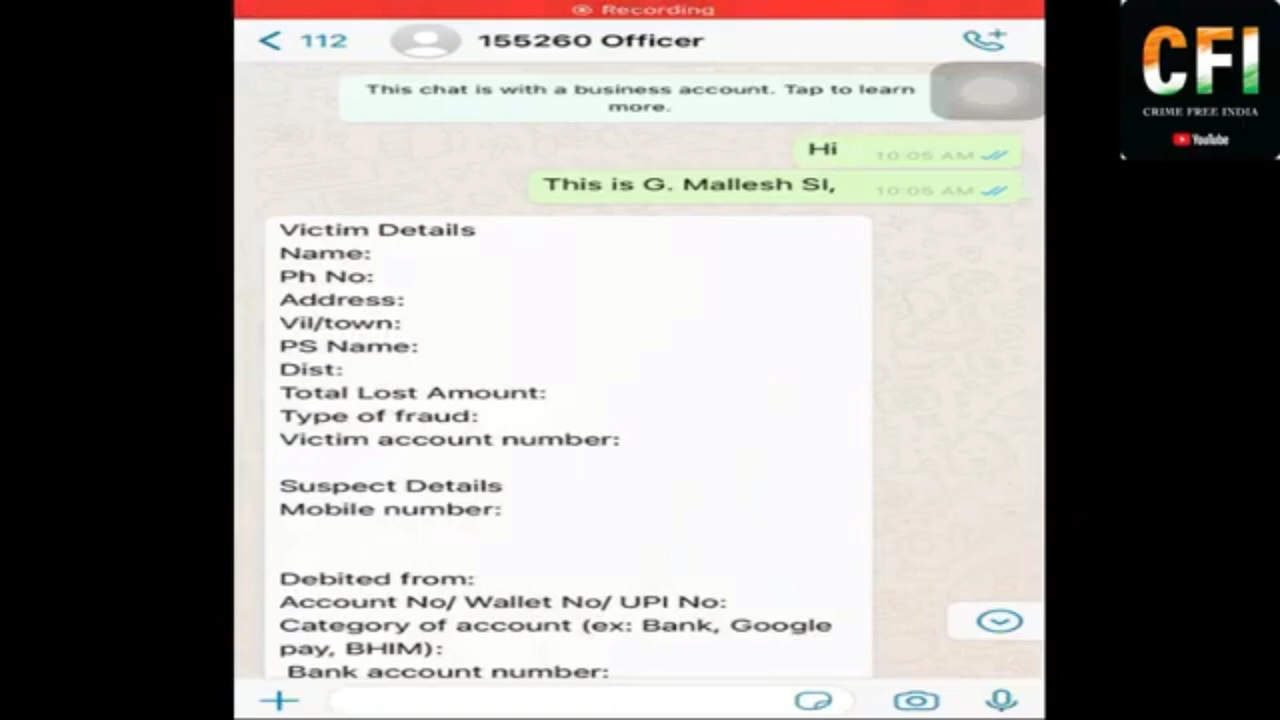 Recording
112
155260 Officer
This chat is with a business account. Tap to learn
more.
Hi
10:05 AM
This is G. Mallesh SI,
10:05 AM
Victim Details
Name:
Ph No:
Address:
Vil/town:
PS Name:
Dist:
Total Lost Amount:
Type of fraud:
Victim account number:
Suspect Details
Mobile number:
Debited from:
Account No/ Wallet No/ UPI No:
Category of account (ex: Bank, Google
pay, BHIM):
Bank account number:
CFI
CRIME FREE INDIA
YouTube